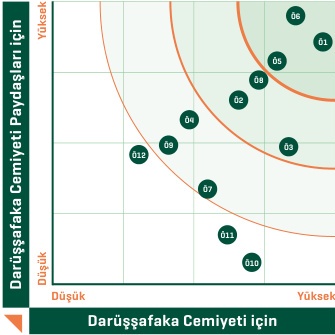 Darüşşafaka Cemiyeti Paydaşları için
Yüksek
Düşük
Ö6
Ö1
Ö5
Ö8
Ö2
Ö4
Ö3
Ö9
Ö12
Ö7
Ö11
Ö10
Düşük
Yüksek
Darüşşafaka Cemiyeti için